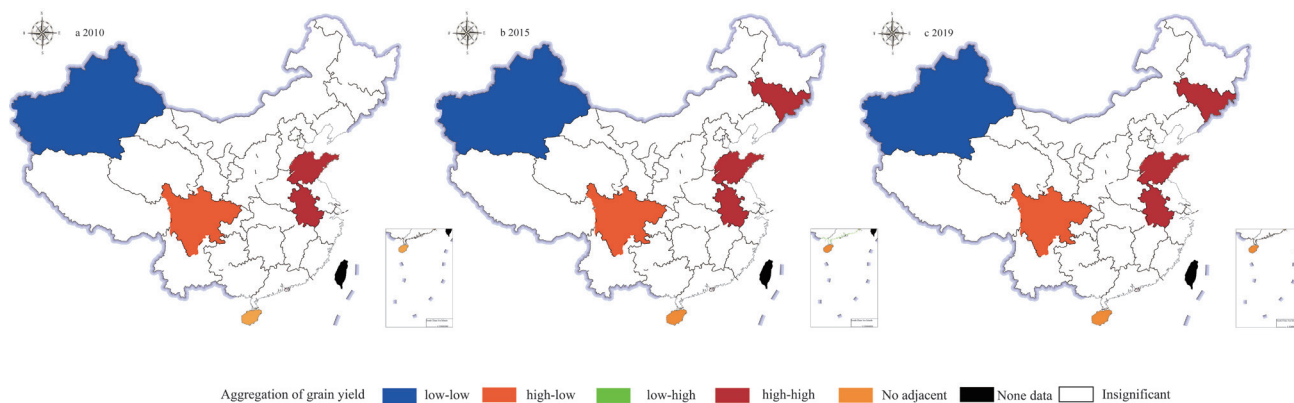 a 2010
b 2015
c 2019
Aggregation of grain yield low-low high-low low-high high-high No adjacent None data Insignificant